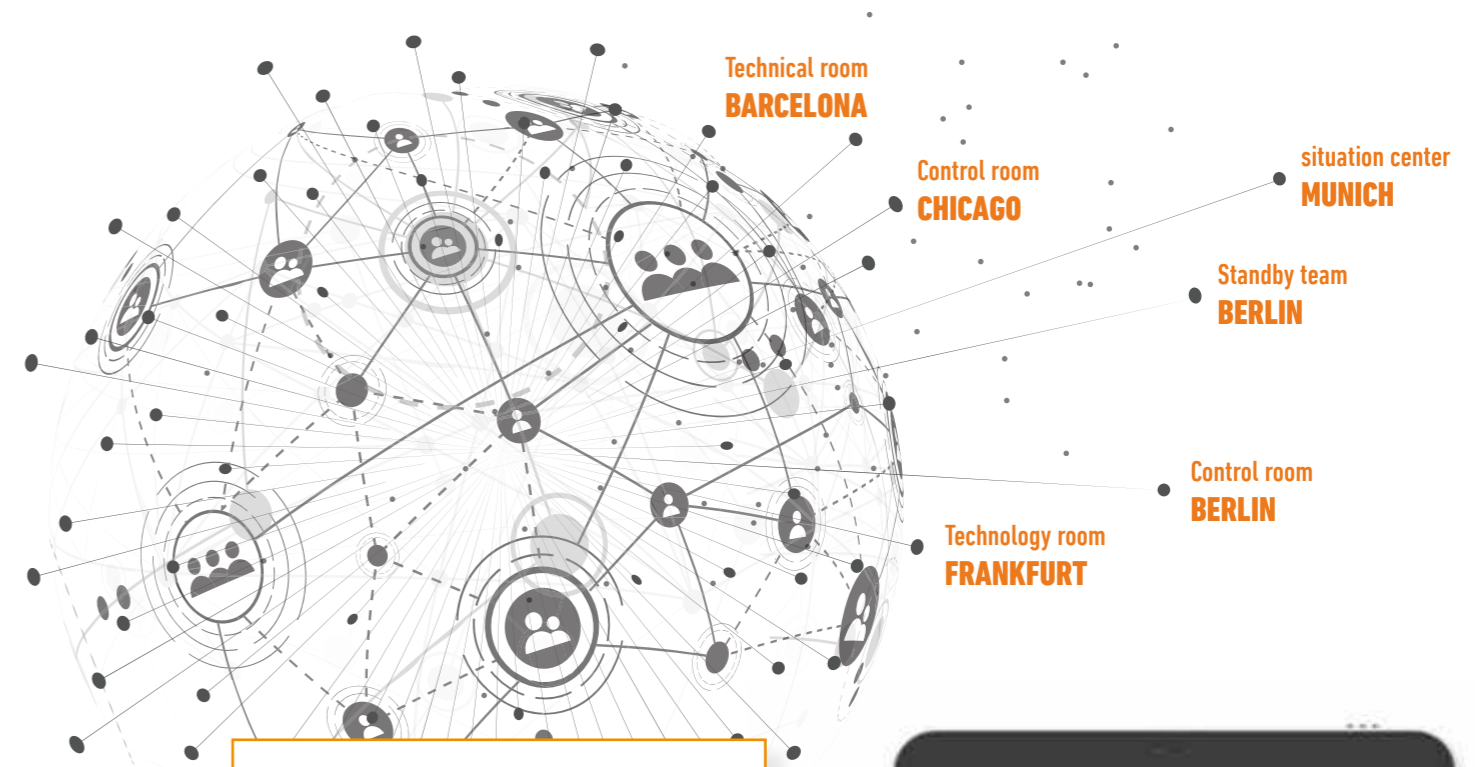 Technical room
BARCELONA
Control room
CHICAGO
situation center
MUNICH
Standby team
BERLIN
Control room
BERLIN
Technology room
FRANKFURT